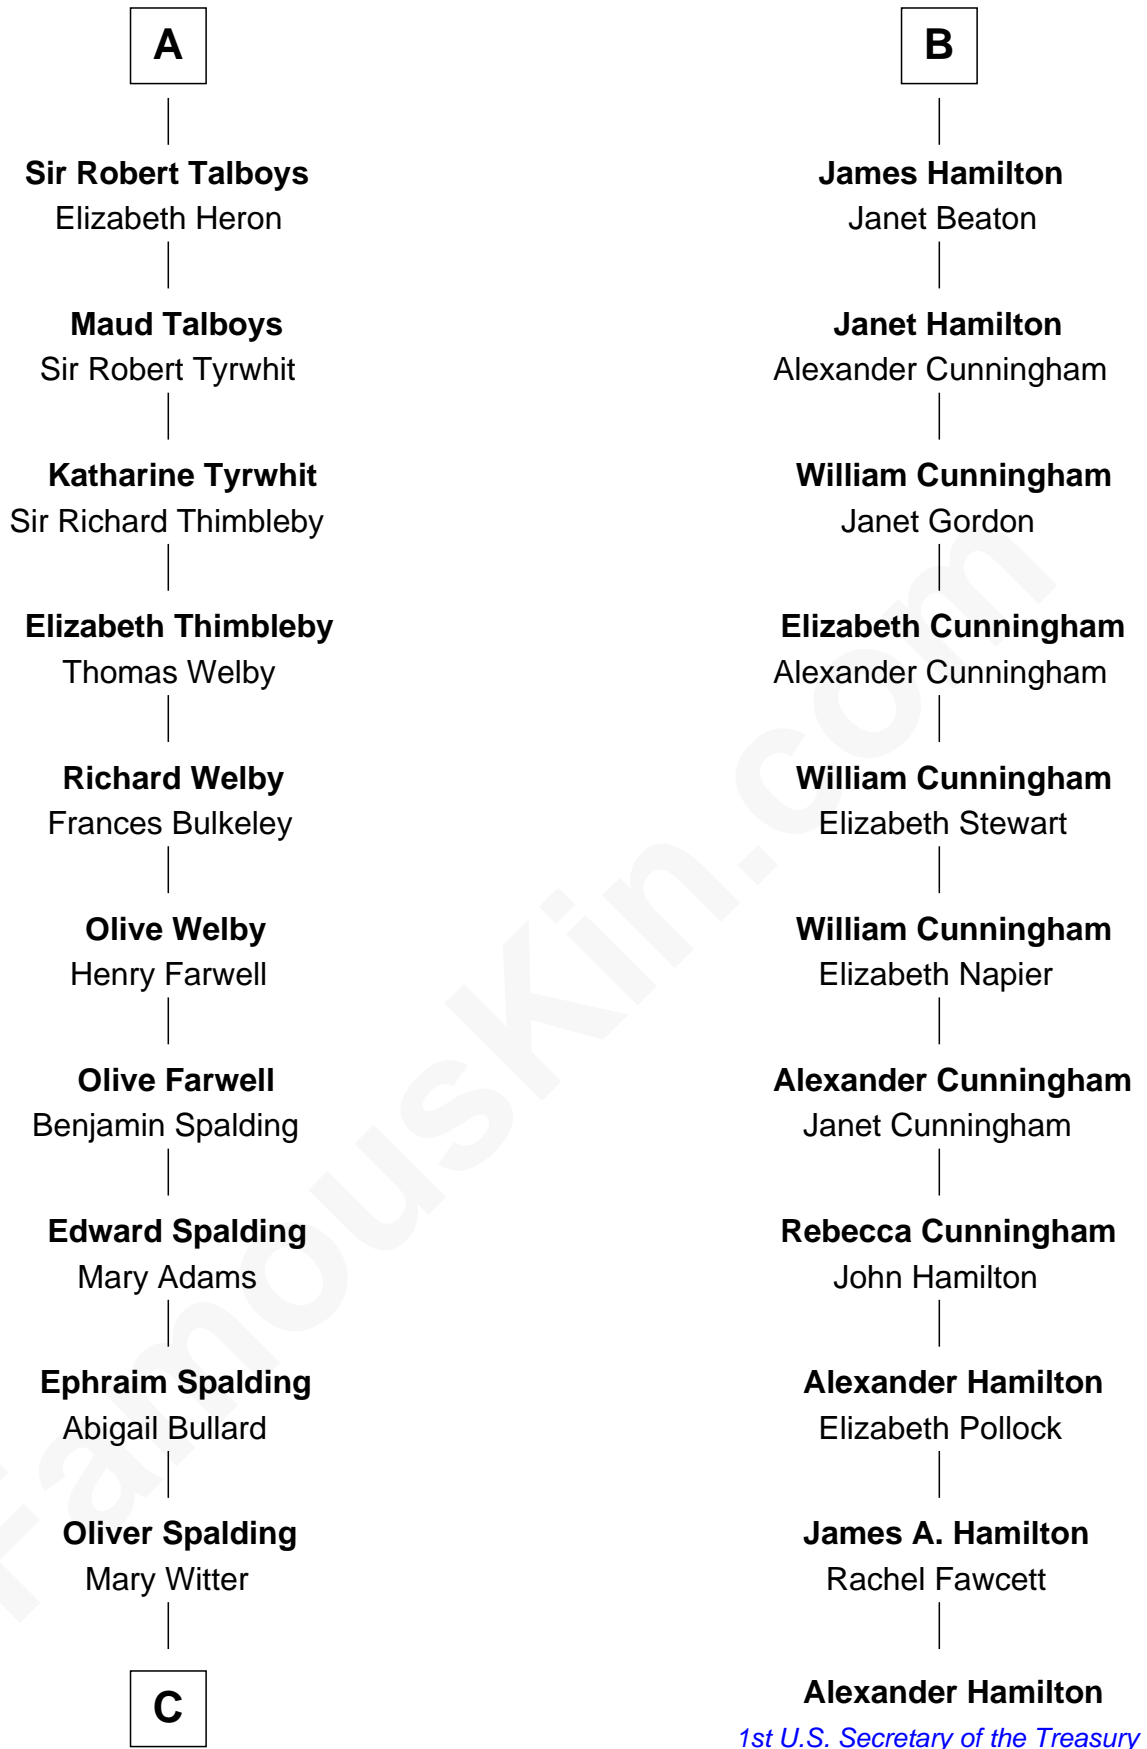 A
Sir Robert Talboys
Elizabeth Heron
Maud Talboys
Sir Robert Tyrwhit
Katharine Tyrwhit
Sir Richard Thimbleby
Elizabeth Thimbleby
Thomas Welby
Richard Welby
Frances Bulkeley
Olive Welby
Henry Farwell
Olive Farwell
Benjamin Spalding
Edward Spalding
Mary Adams
Ephraim Spalding
Abigail Bullard
Oliver Spalding
Mary Witter
C
B
James Hamilton
Janet Beaton
Janet Hamilton
Alexander Cunningham
William Cunningham
Janet Gordon
Elizabeth Cunningham
Alexander Cunningham
William Cunningham
Elizabeth Stewart
William Cunningham
Elizabeth Napier
Alexander Cunningham
Janet Cunningham
Rebecca Cunningham
John Hamilton
Alexander Hamilton
Elizabeth Pollock
James A. Hamilton
Rachel Fawcett
Alexander Hamilton
1st U.S. Secretary of the Treasury
FamousKin.com